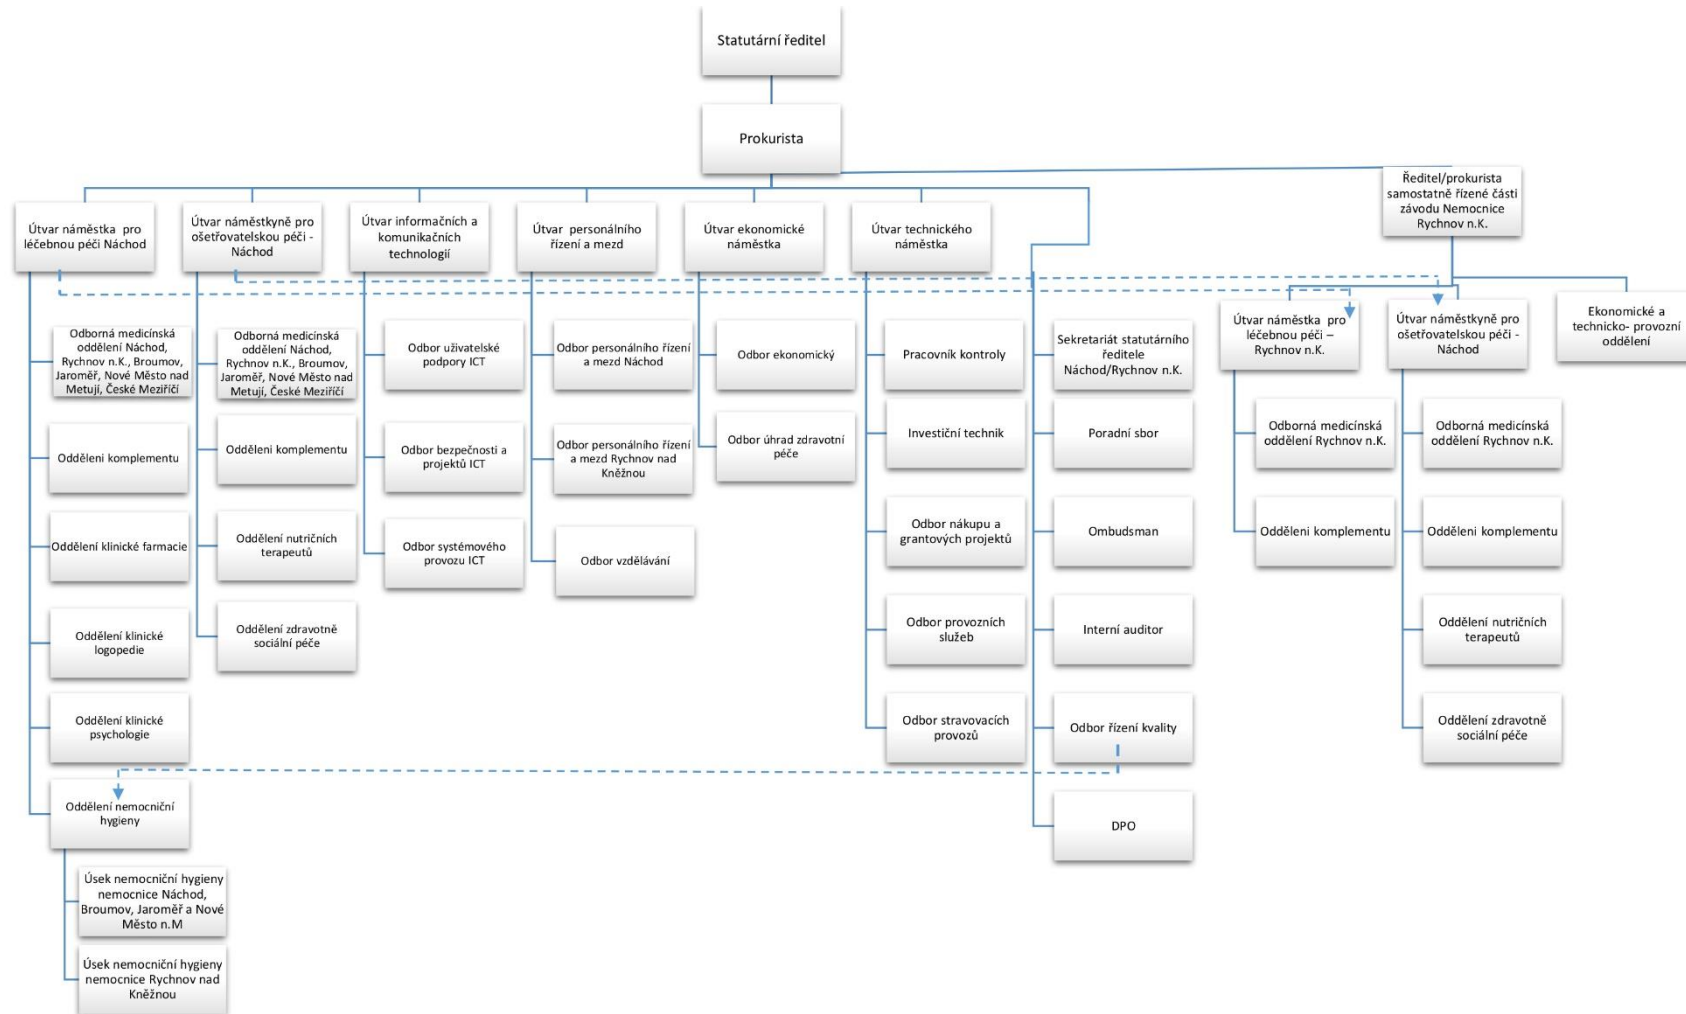 Statutární ředitel
Prokurista
Ředitel/prokurista
samostatně řízené části
závodu Nemocnice
Rychnov n.K.
Útvar náměstka  pro
léčebnou péči Náchod
Útvar náměstkyně pro
ošetřovatelskou péči -
Náchod
Útvar informačních a
komunikačních
technologií
Útvar  personálního
řízení a mezd
Útvar ekonomické
náměstka
Útvar technického
náměstka
Odborná medicínská
oddělení Náchod,
Rychnov n.K., Broumov,
Jaroměř, Nové Město nad
Metují, České Meziříčí
Odděleni komplementu
Oddělení klinické farmacie
Oddělení klinické
logopedie
Oddělení klinické
psychologie
Oddělení nemocniční
hygieny
Úsek nemocniční hygieny
nemocnice Náchod,
Broumov, Jaroměř a Nové
Město n.M
Úsek nemocniční hygieny
nemocnice Rychnov nad
Kněžnou
Odborná medicínská
oddělení Náchod,
Rychnov n.K., Broumov,
Jaroměř, Nové Město nad
Metují, České Meziříčí
Odděleni komplementu
Oddělení nutričních
terapeutů
Oddělení zdravotně
sociální péče
Odbor uživatelské
podpory ICT
Odbor bezpečnosti a
projektů ICT
Odbor systémového
provozu ICT
Odbor personálního řízení
a mezd Náchod
Odbor personálního řízení
a mezd Rychnov nad
Kněžnou
Odbor vzdělávání
Odbor ekonomický
Odbor úhrad zdravotní
péče
Pracovník kontroly
Investiční technik
Odbor nákupu a
grantových projektů
Odbor provozních
služeb
Odbor stravovacích
provozů
Sekretariát statutárního
ředitele
Náchod/Rychnov n.K.
Poradní sbor
Ombudsman
Interní auditor
Odbor řízení kvality
DPO
Útvar náměstka  pro
léčebnou péči –
Rychnov n.K.
Odborná medicínská
oddělení Rychnov n.K.
Odděleni komplementu
Útvar náměstkyně pro
ošetřovatelskou péči -
Náchod
Odborná medicínská
oddělení Rychnov n.K.
Odděleni komplementu
Oddělení nutričních
terapeutů
Oddělení zdravotně
sociální péče
Ekonomické a
technicko- provozní
oddělení